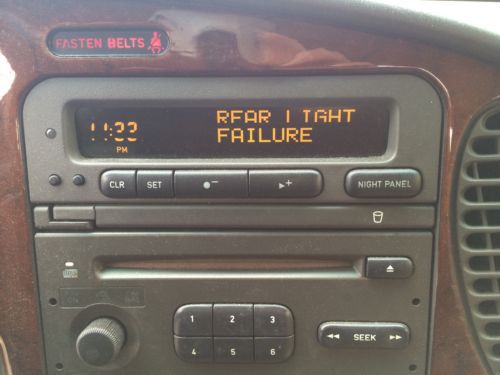 FASTEN BELTS
REAR LIGHT
11:33 FAILURE
PM
CLR SET − + NIGHT PANEL
ON
1 2 3
4 5 6
◀◀ SEEK ▶▶